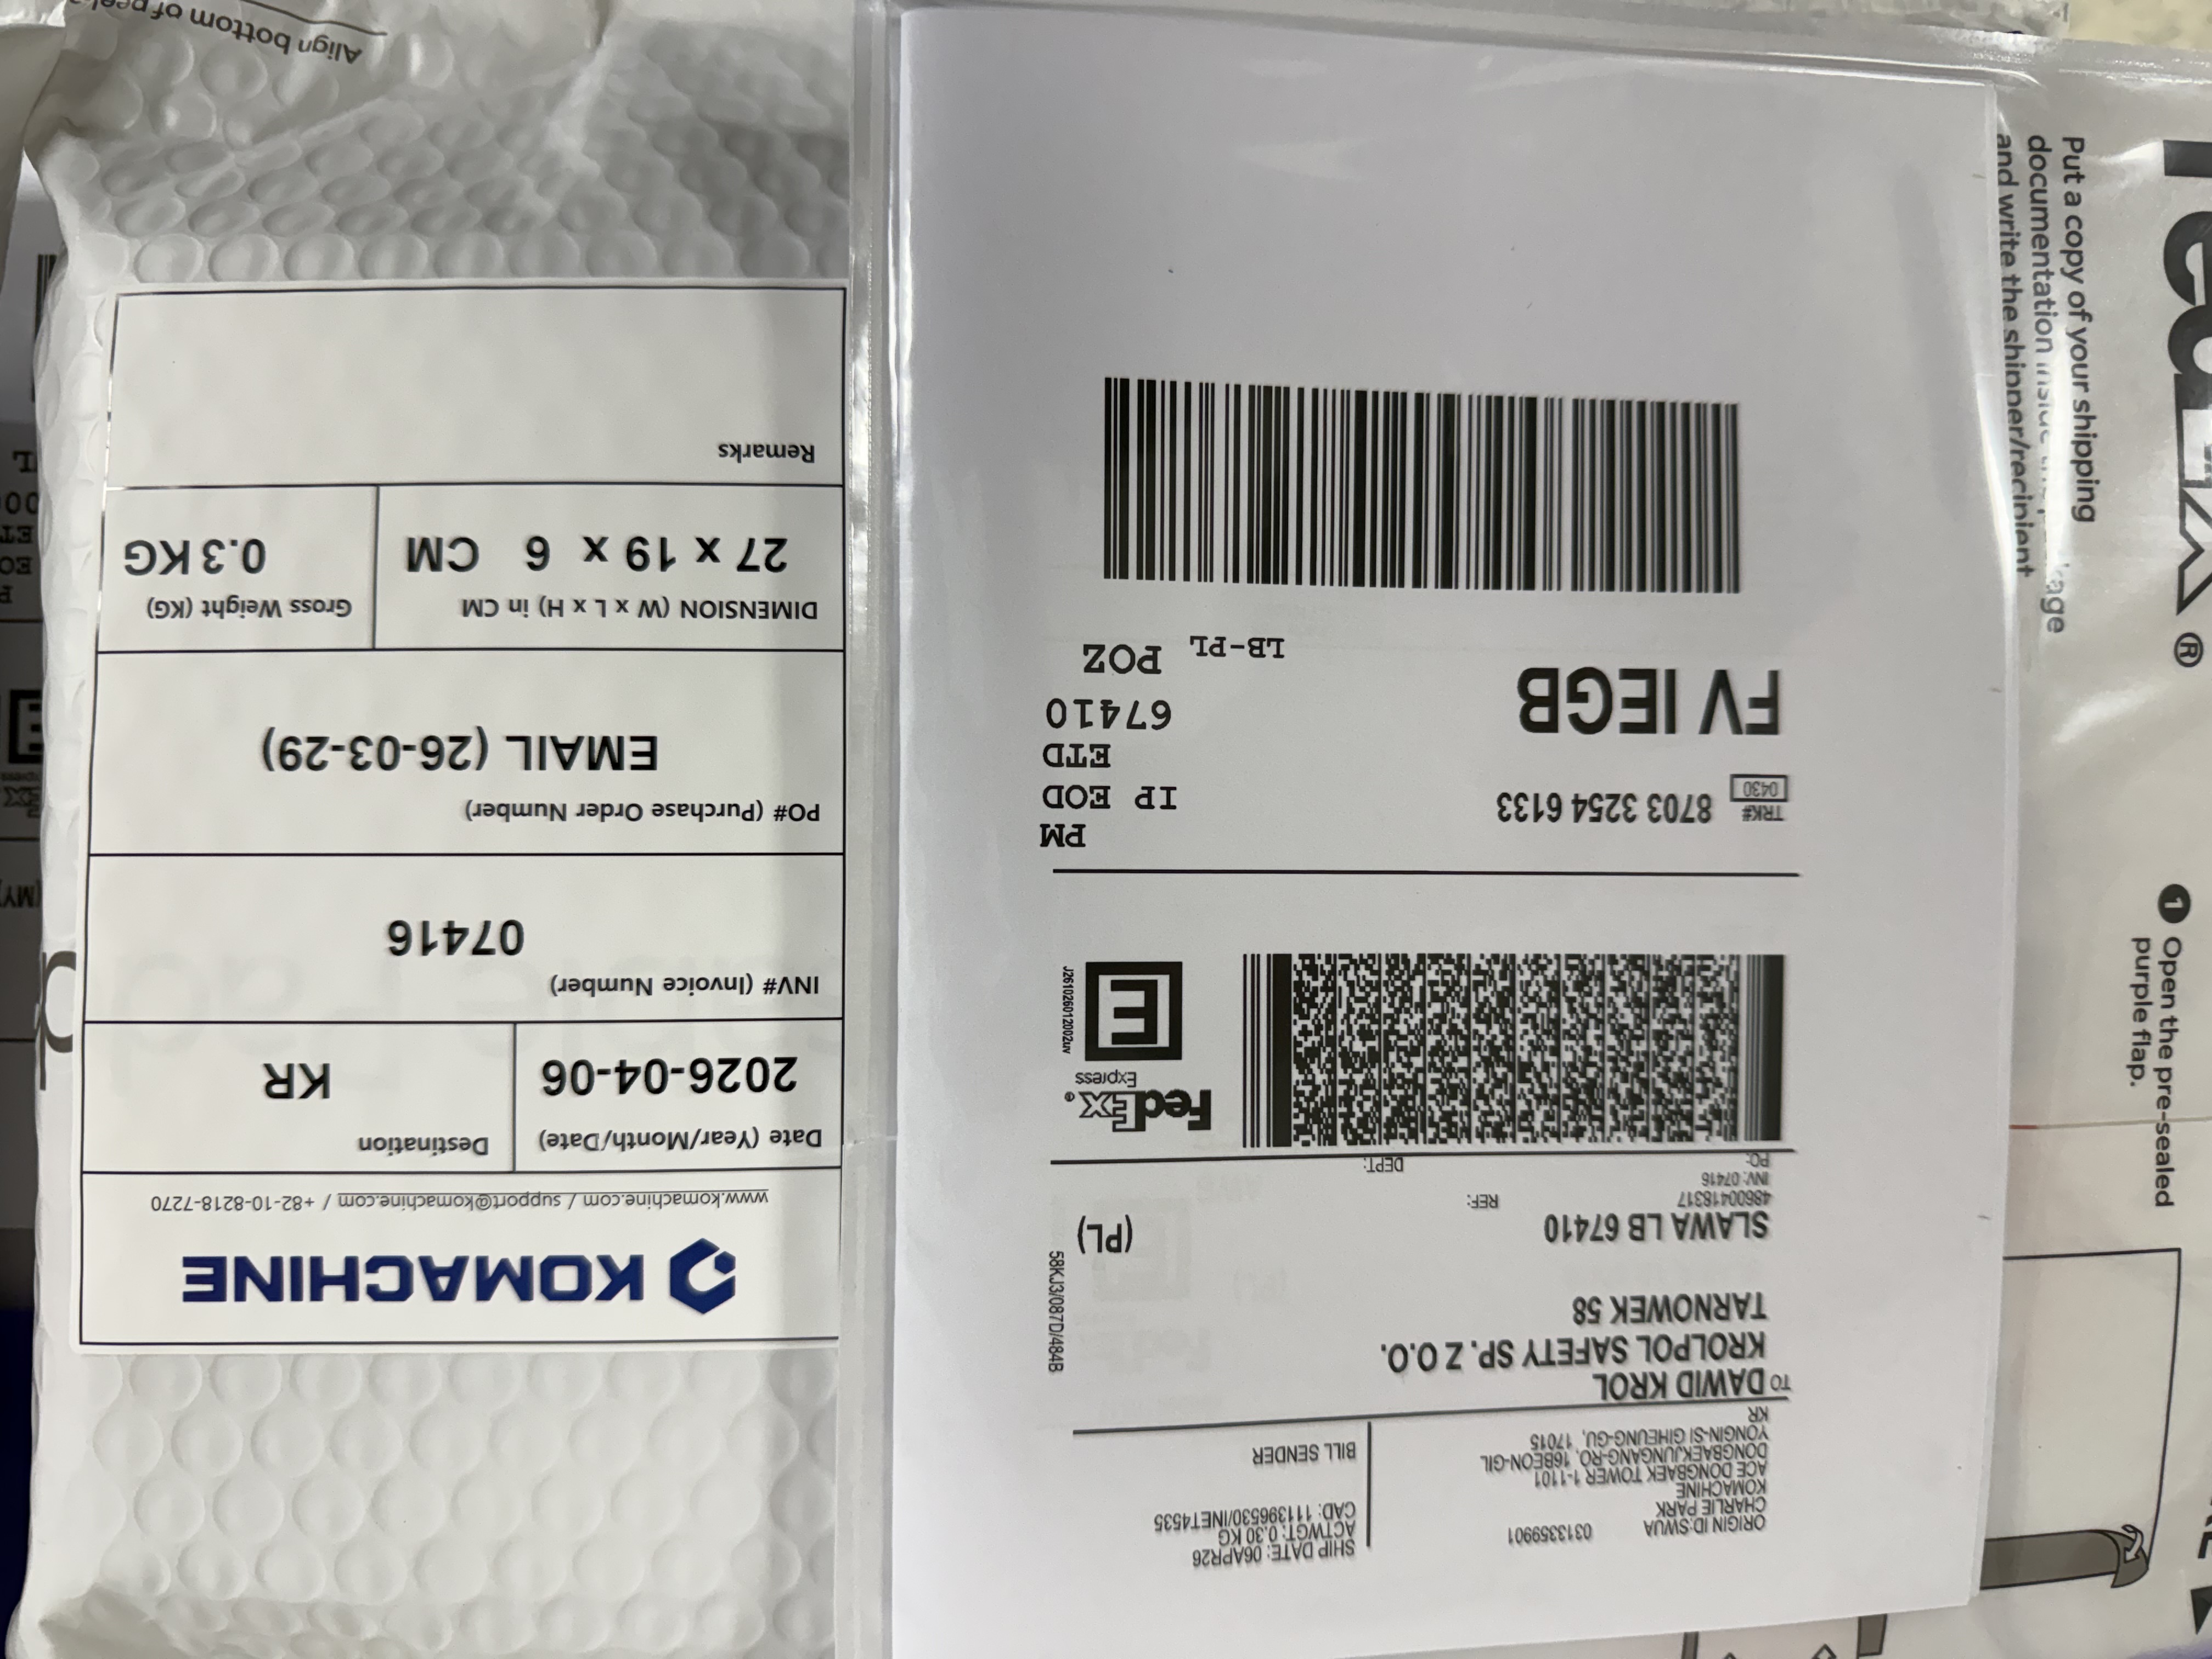 KOMACHINE
www.komachine.com / support@komachine.com / +82-10-8218-7270
Date (Year/Month/Date)
2026-04-06
Destination
KR
INV# (Invoice Number)
07416
PO# (Purchase Order Number)
EMAIL (26-03-29)
DIMENSION (W x L x H) in CM
27 x 19 x 6 CM
Gross Weight (KG)
0.3 KG
Remarks
Align bottom of
ORIGIN ID:SWUA 0313359901
CHARLIE PARK
KOMACHINE
ACE DONGBAEK TOWER 1-1101
DONGBAEKJUNGANG-RO, 16BEON-GIL
YONGIN-SI GIHEUNG-GU, 17015
KR
SHIP DATE: 06APR26
ACTWGT: 0.30 KG
CAD: 111396530/INET4535
BILL SENDER
TO DAWID KROL
KROLPOL SAFETY SP. Z O.O.
TARNOWEK 58
SLAWA LB 67410
(PL)
48600418317
REF:
INV: 07416
PO:
DEPT:
58KJ3/087D/484B
FedEx®
Express
E
J261026012002uv
TRK# 8703 3254 6133
0430
PM
IP EOD
ETD
67410
FV IEGB
LB-PL
POZ
Put a copy of your shipping
documentation
and write the shipper/recipient
®
1 Open the pre-sealed
purple flap.